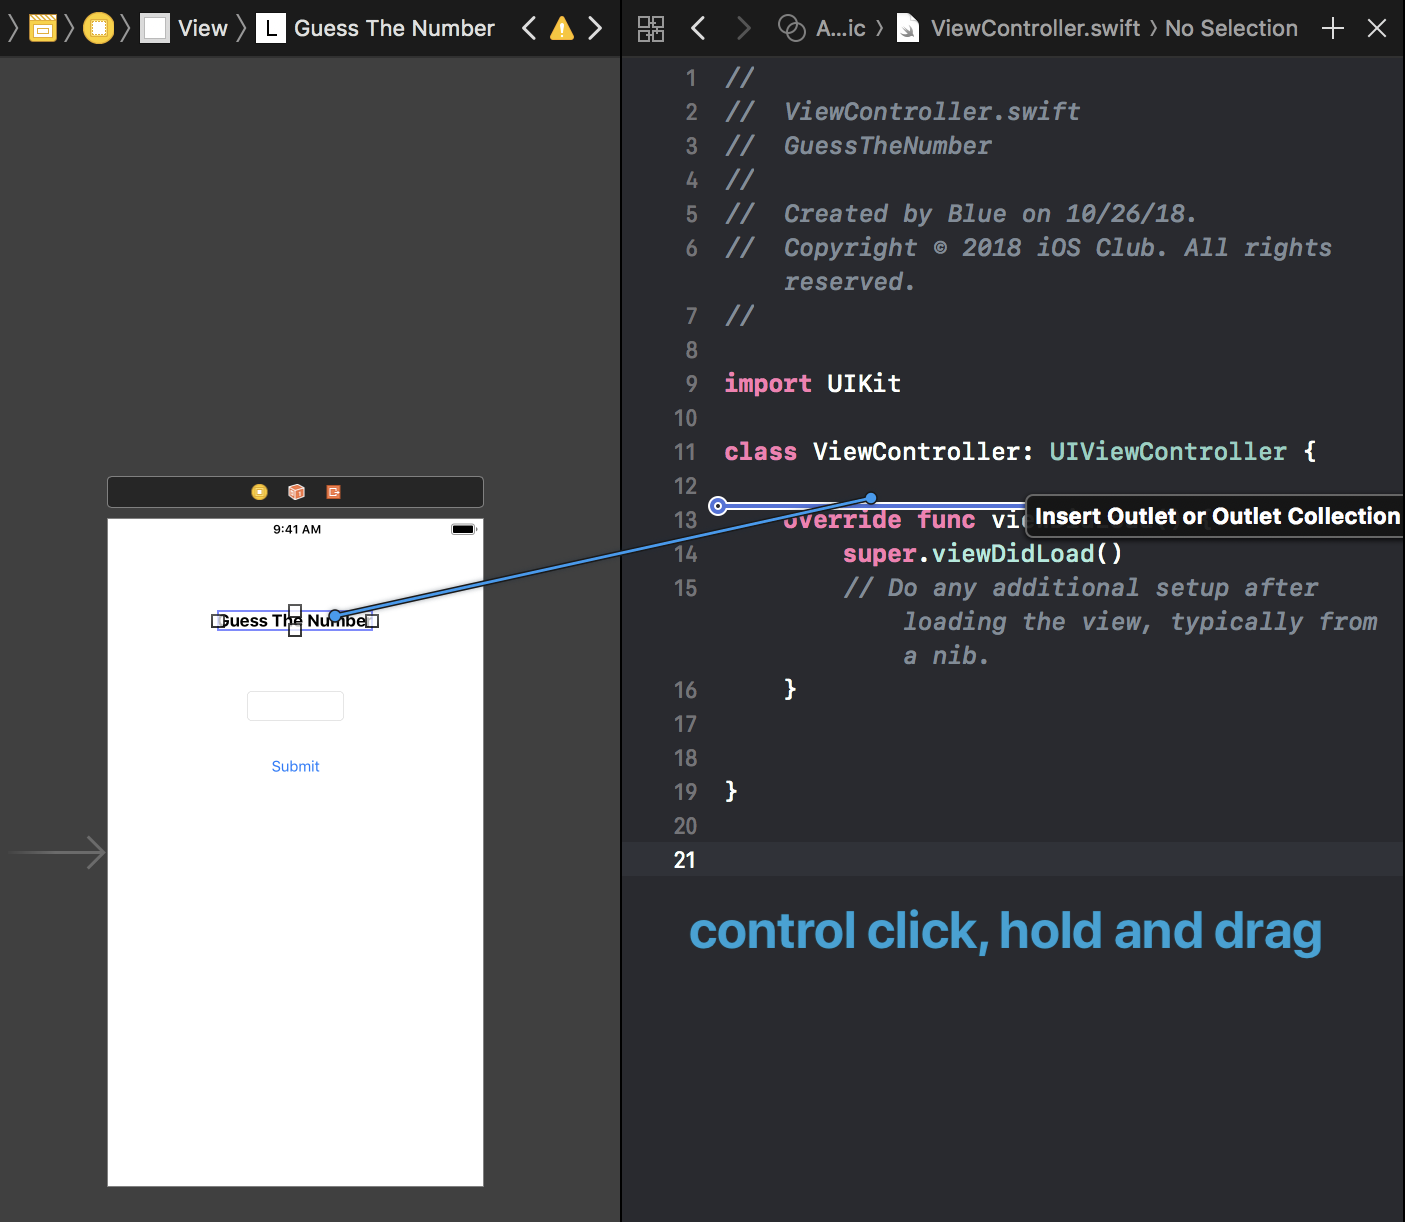 View
L Guess The Number
A...ic
ViewController.swift
No Selection
1 //
2 //  ViewController.swift
3 //  GuessTheNumber
4 //
5 //  Created by Blue on 10/26/18.
6 //  Copyright © 2018 iOS Club. All rights
reserved.
7 //
8
9 import UIKit
10
11 class ViewController: UIViewController {
12
13 override func
Insert Outlet or Outlet Collection
14 super.viewDidLoad()
15 // Do any additional setup after
loading the view, typically from
a nib.
16 }
17
18
19 }
20
21
control click, hold and drag
9:41 AM
Guess The Number
Submit